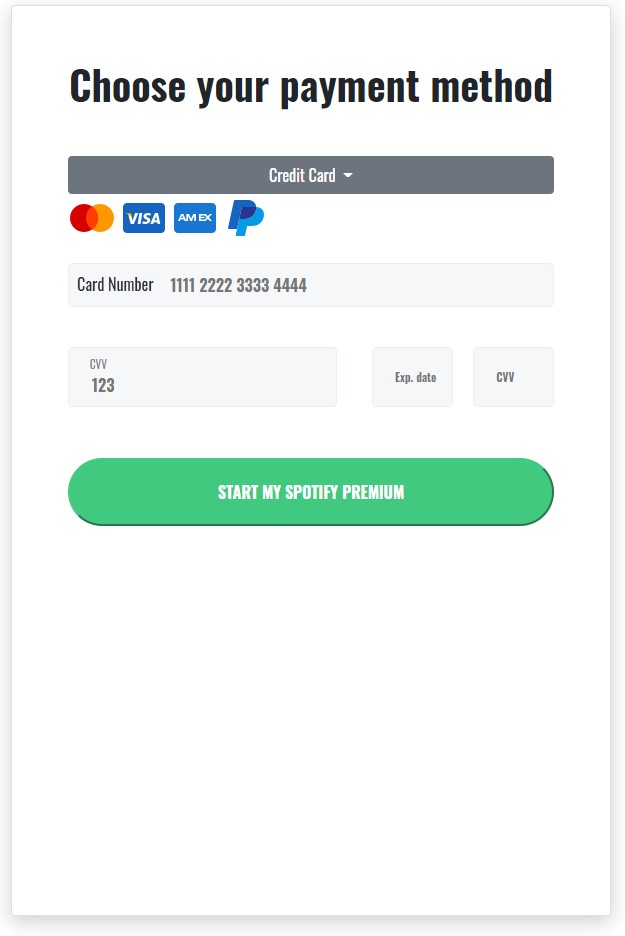 Choose your payment method
Credit Card
VISA AM EX
Card Number 1111 2222 3333 4444
CVV
123
Exp. date
CVV
START MY SPOTIFY PREMIUM